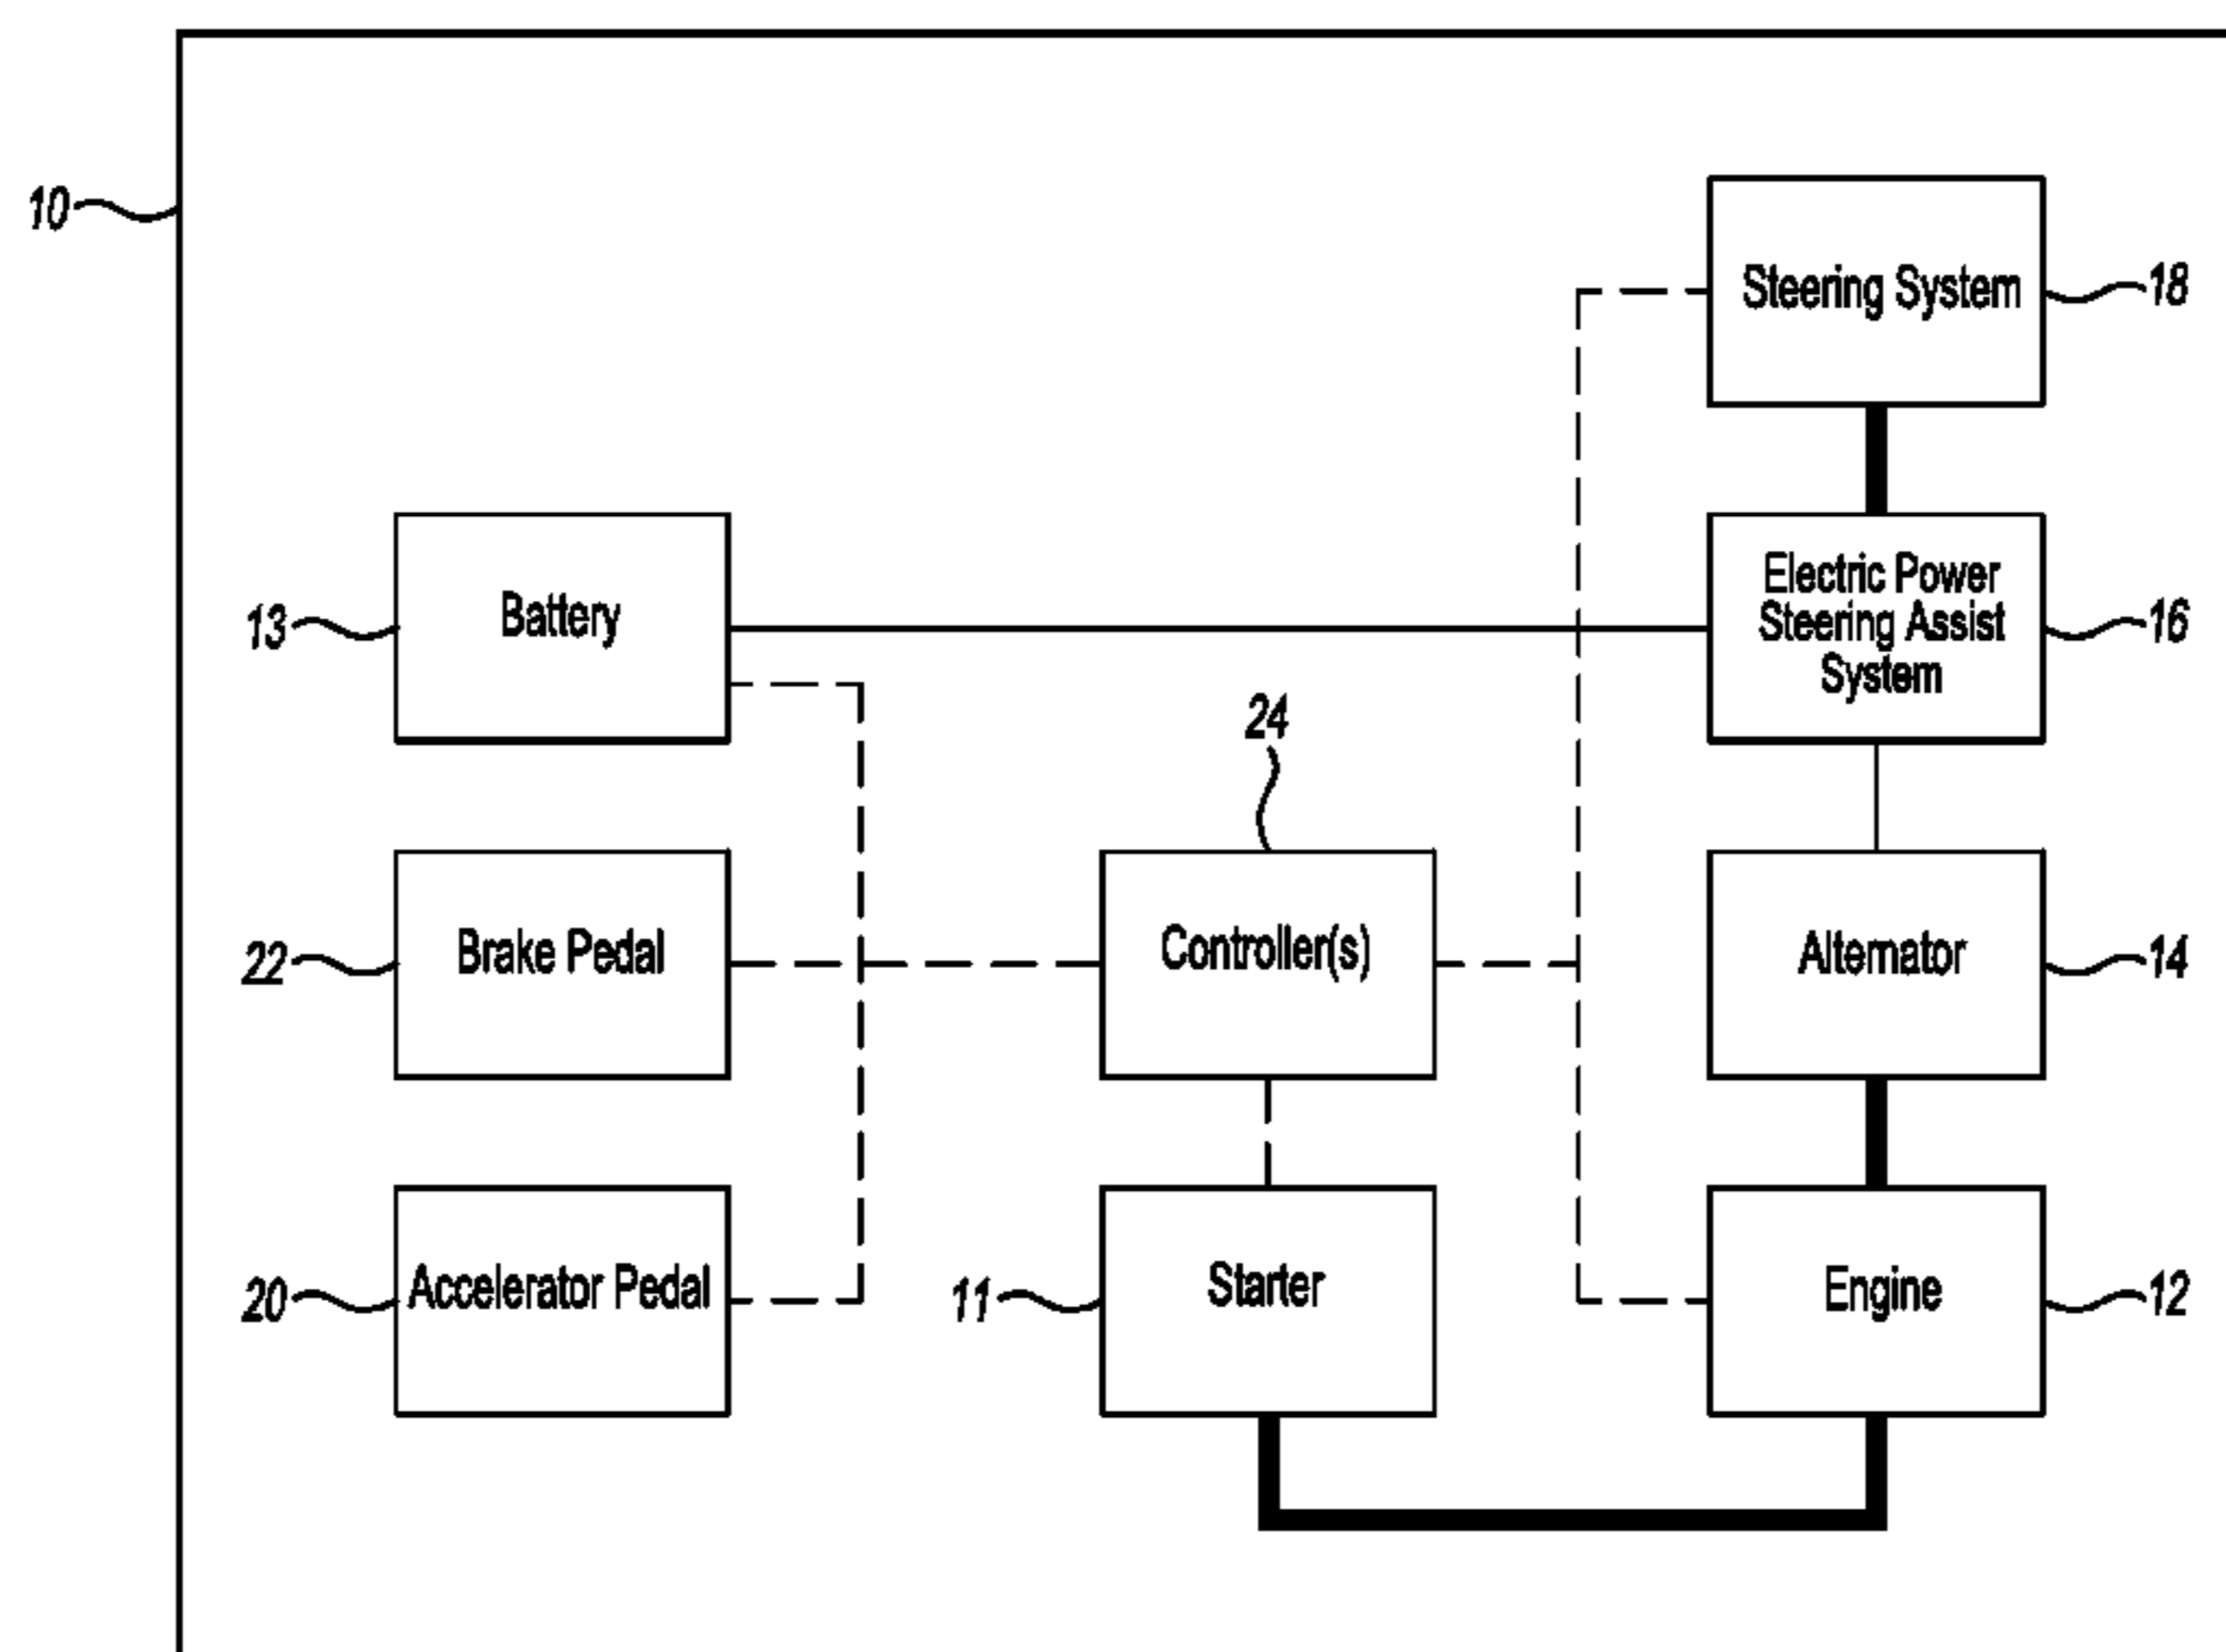 10
Steering System
18
Battery
13
Electric Power
Steering Assist
System
16
24
Brake Pedal
22
Controller(s)
Alternator
14
Accelerator Pedal
20
Starter
11
Engine
12